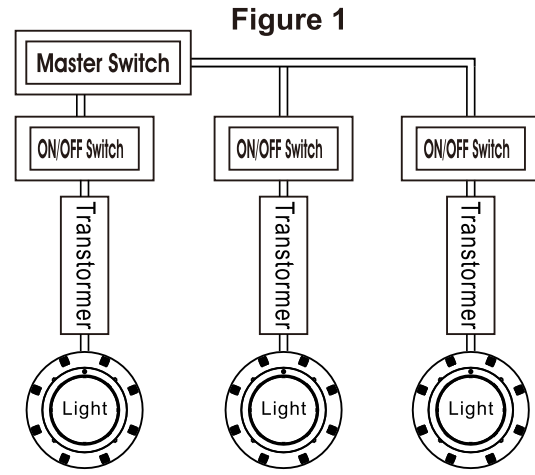 Figure 1
Master Switch
ON/OFF Switch
ON/OFF Switch
ON/OFF Switch
Transtormer
Transtormer
Transtormer
Light
Light
Light